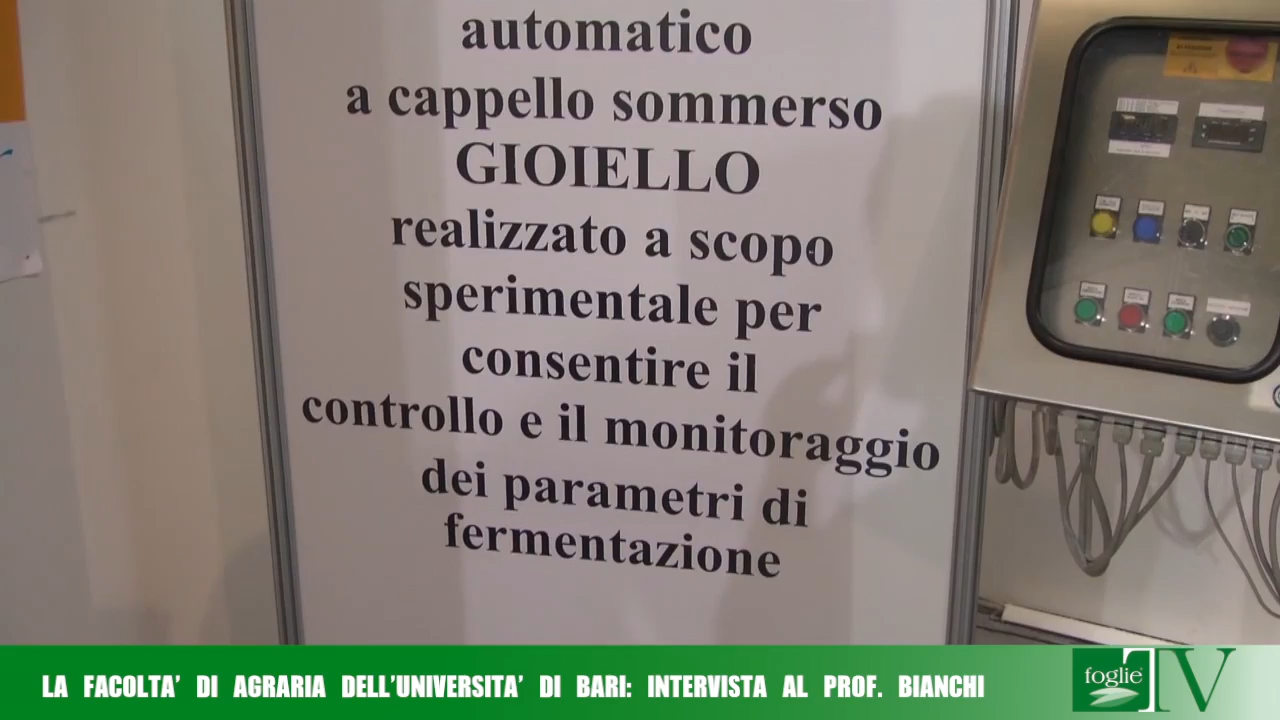 automatico
a cappello sommerso
GIOIELLO
realizzato a scopo
sperimentale per
consentire il
controllo e il monitoraggio
dei parametri di
fermentazione
LA FACOLTA' DI AGRARIA DELL'UNIVERSITA' DI BARI: INTERVISTA AL PROF. BIANCHI
foglie TV